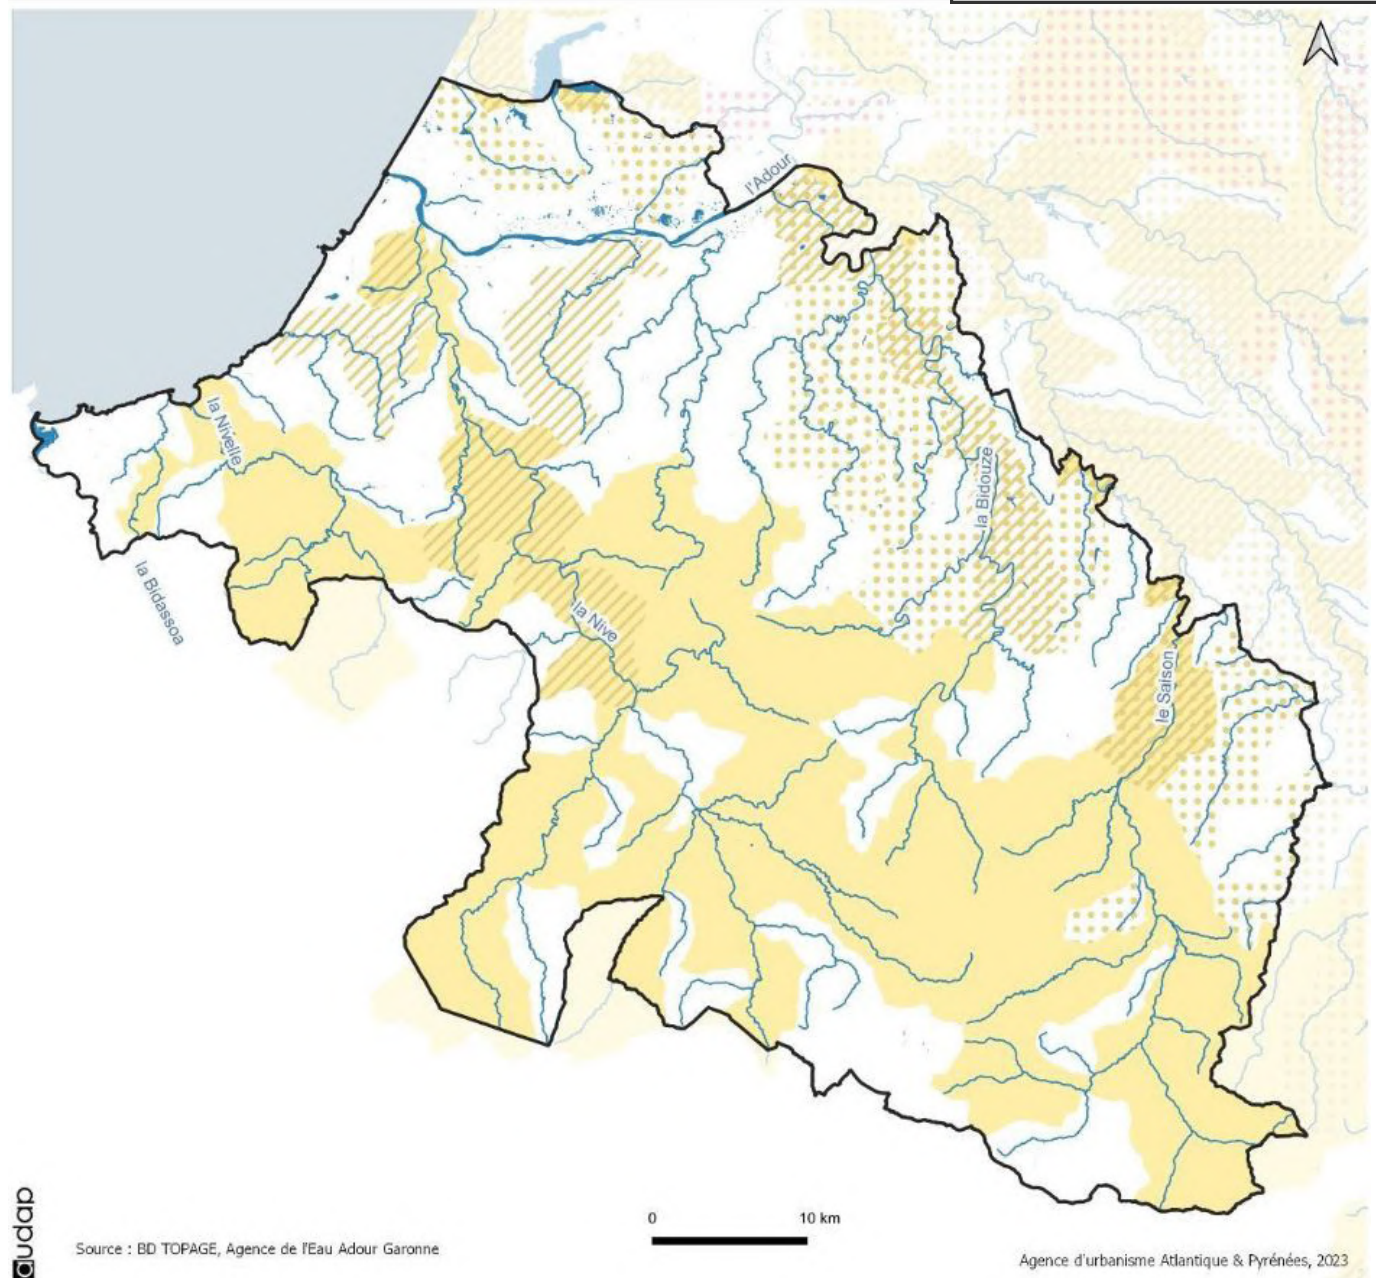 l'Adour
la Nivelle
la Bidouze
la Bidassoa
la Nive
le Saison
0 10 km
audap
Source : BD TOPAGE, Agence de l'Eau Adour Garonne
Agence d'urbanisme Atlantique & Pyrénées, 2023